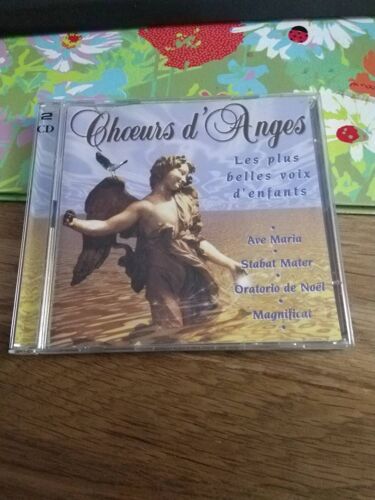 2
CD
Chœurs d'Anges
Les plus
belles voix
d'enfants
Ave Maria
Stabat Mater
Oratorio de Noël
Magnificat